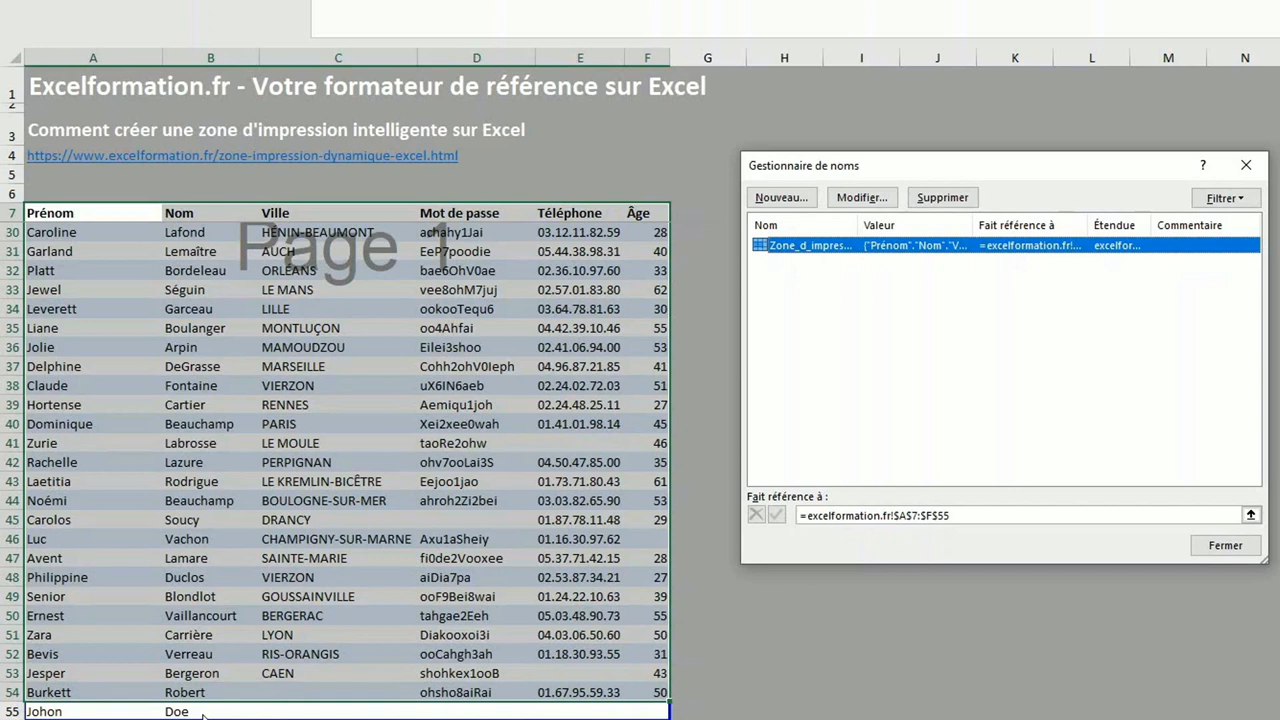 A B C D E F G H I J K L M N
1 Excelformation.fr - Votre formateur de référence sur Excel
2
3 Comment créer une zone d'impression intelligente sur Excel
4 https://www.excelformation.fr/zone-impression-dynamique-excel.html
5
6
7 Prénom Nom Ville Mot de passe Téléphone Âge
30 Caroline Lafond HÉNIN-BEAUMONT achahy1Jai 03.12.11.82.59 28
31 Garland Lemaître AUCH EeP7poodie 05.44.38.98.31 40
Page 1
32 Platt Bordeleau ORLÉANS bae6OhV0ae 02.36.10.97.60 33
33 Jewel Séguin LE MANS vee8ohM7juj 02.57.01.83.80 62
34 Leverett Garceau LILLE ookooTequ6 03.64.78.81.63 30
35 Liane Boulanger MONTLUÇON oo4Ahfai 04.42.39.10.46 55
36 Jolie Arpin MAMOUDZOU Eilei3shoo 02.41.06.94.00 53
37 Delphine DeGrasse MARSEILLE Cohh2ohV0Ieph 04.96.87.21.85 41
38 Claude Fontaine VIERZON uX6IN6aeb 02.24.02.72.03 51
39 Hortense Cartier RENNES Aemiqu1joh 02.24.48.25.11 27
40 Dominique Beauchamp PARIS Xei2xee0wah 01.41.01.98.14 45
41 Zurie Labrosse LE MOULE taoRe2ohw 46
42 Rachelle Lazure PERPIGNAN ohv7ooLai3S 04.50.47.85.00 35
43 Laetitia Rodrigue LE KREMLIN-BICÊTRE Eejoo1jao 01.73.71.80.43 61
44 Noémi Beauchamp BOULOGNE-SUR-MER ahroh2Zi2bei 03.03.82.65.90 53
45 Carolos Soucy DRANCY 01.87.78.11.48 29
46 Luc Vachon CHAMPIGNY-SUR-MARNE Axu1aSheiy 01.16.30.97.62
47 Avent Lamare SAINTE-MARIE fi0de2Vooxee 05.37.71.42.15 28
48 Philippine Duclos VIERZON aiDia7pa 02.53.87.34.21 27
49 Senior Blondlot GOUSSAINVILLE ooF9Bei8wai 01.24.22.10.63 39
50 Ernest Vaillancourt BERGERAC tahgae2Eeh 05.03.48.90.73 55
51 Zara Carrière LYON Diakooxoi3i 04.03.06.50.60 50
52 Bevis Verreau RIS-ORANGIS ooCahgh3ah 01.18.30.93.55 31
53 Jesper Bergeron CAEN shohkex1ooB 43
54 Burkett Robert ohsho8aiRai 01.67.95.59.33 50
55 Johon Doe
Gestionnaire de noms ?
Nouveau... Modifier... Supprimer Filtrer
Nom Valeur Fait référence à Étendue Commentaire
Zone_d_impres... {"Prénom"."Nom"."V... =excelformation.fr!... excelfor...
Fait référence à :
=excelformation.fr!$A$7:$F$55
Fermer